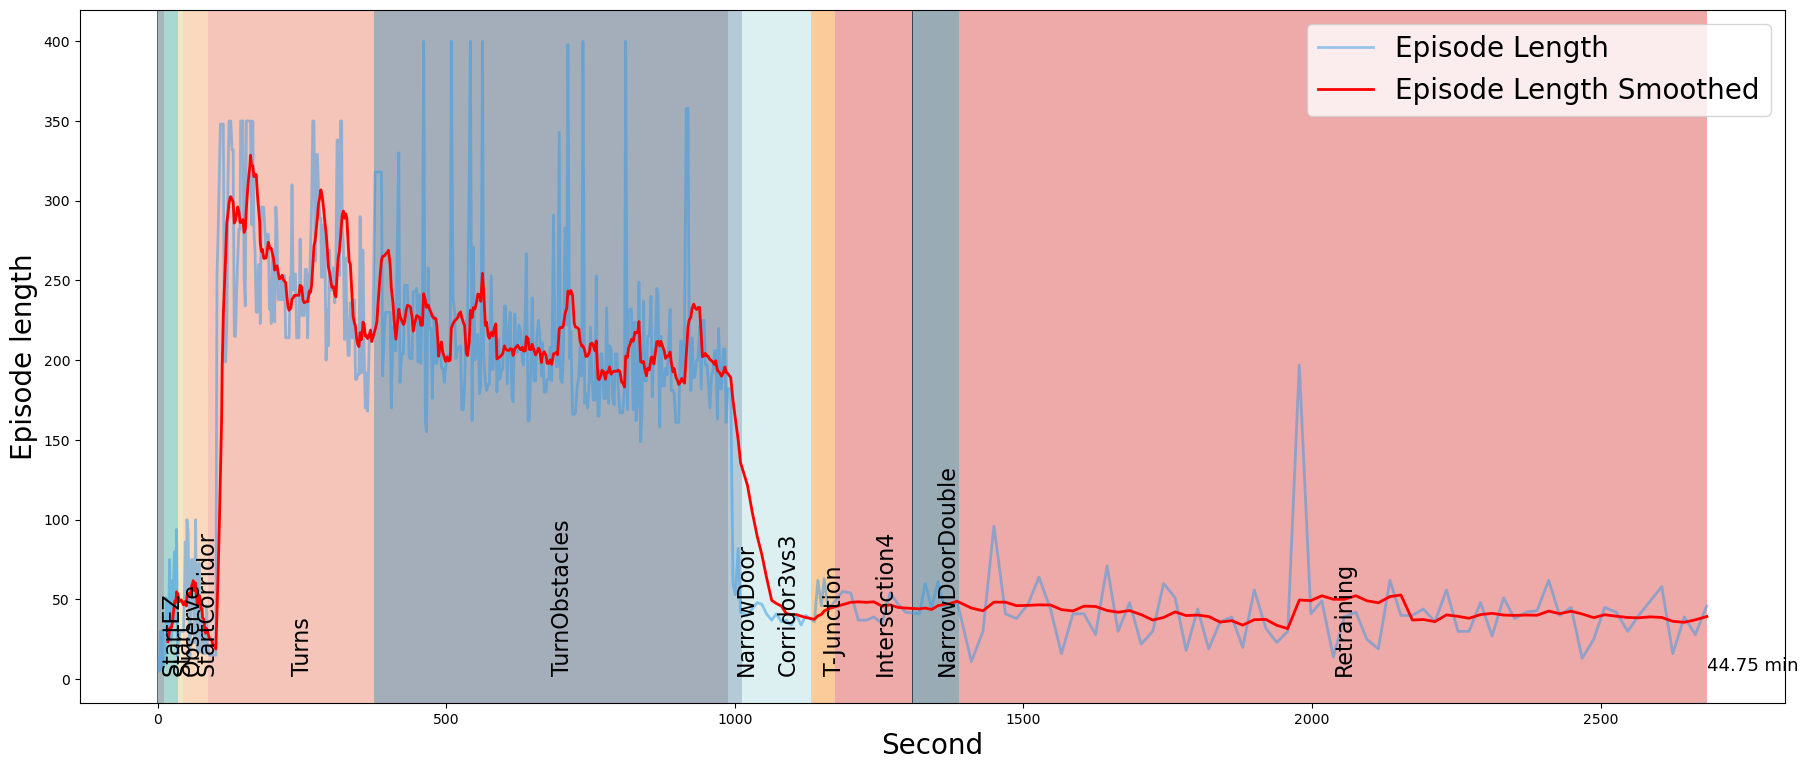 Episode Length
Episode Length Smoothed
Episode length
400
350
300
250
200
150
100
50
0
StartEZ
Observe
StartCorridor
Turns
TurnObstacles
NarrowDoor
Corridor3vs3
T-Junction
Intersection4
NarrowDoorDouble
Retraining
44.75 min
0
500
1000
1500
2000
2500
Second